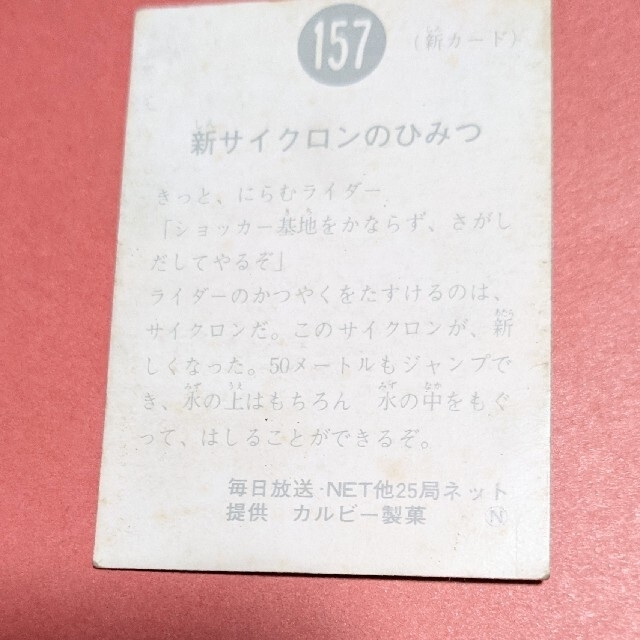 157
(新カード)
新サイクロンのひみつ
きっと、にらむライダー
「ショッカー基地をかならず、さがし
だしてやるぞ」
ライダーのかつやくをたすけるのは、
サイクロンだ。このサイクロンが、新
しくなった。50メートルもジャンプで
き、水の上はもちろん 水の中をもぐ
って、はしることができるぞ。
毎日放送・NET他25局ネット
提供 カルビー製菓 N